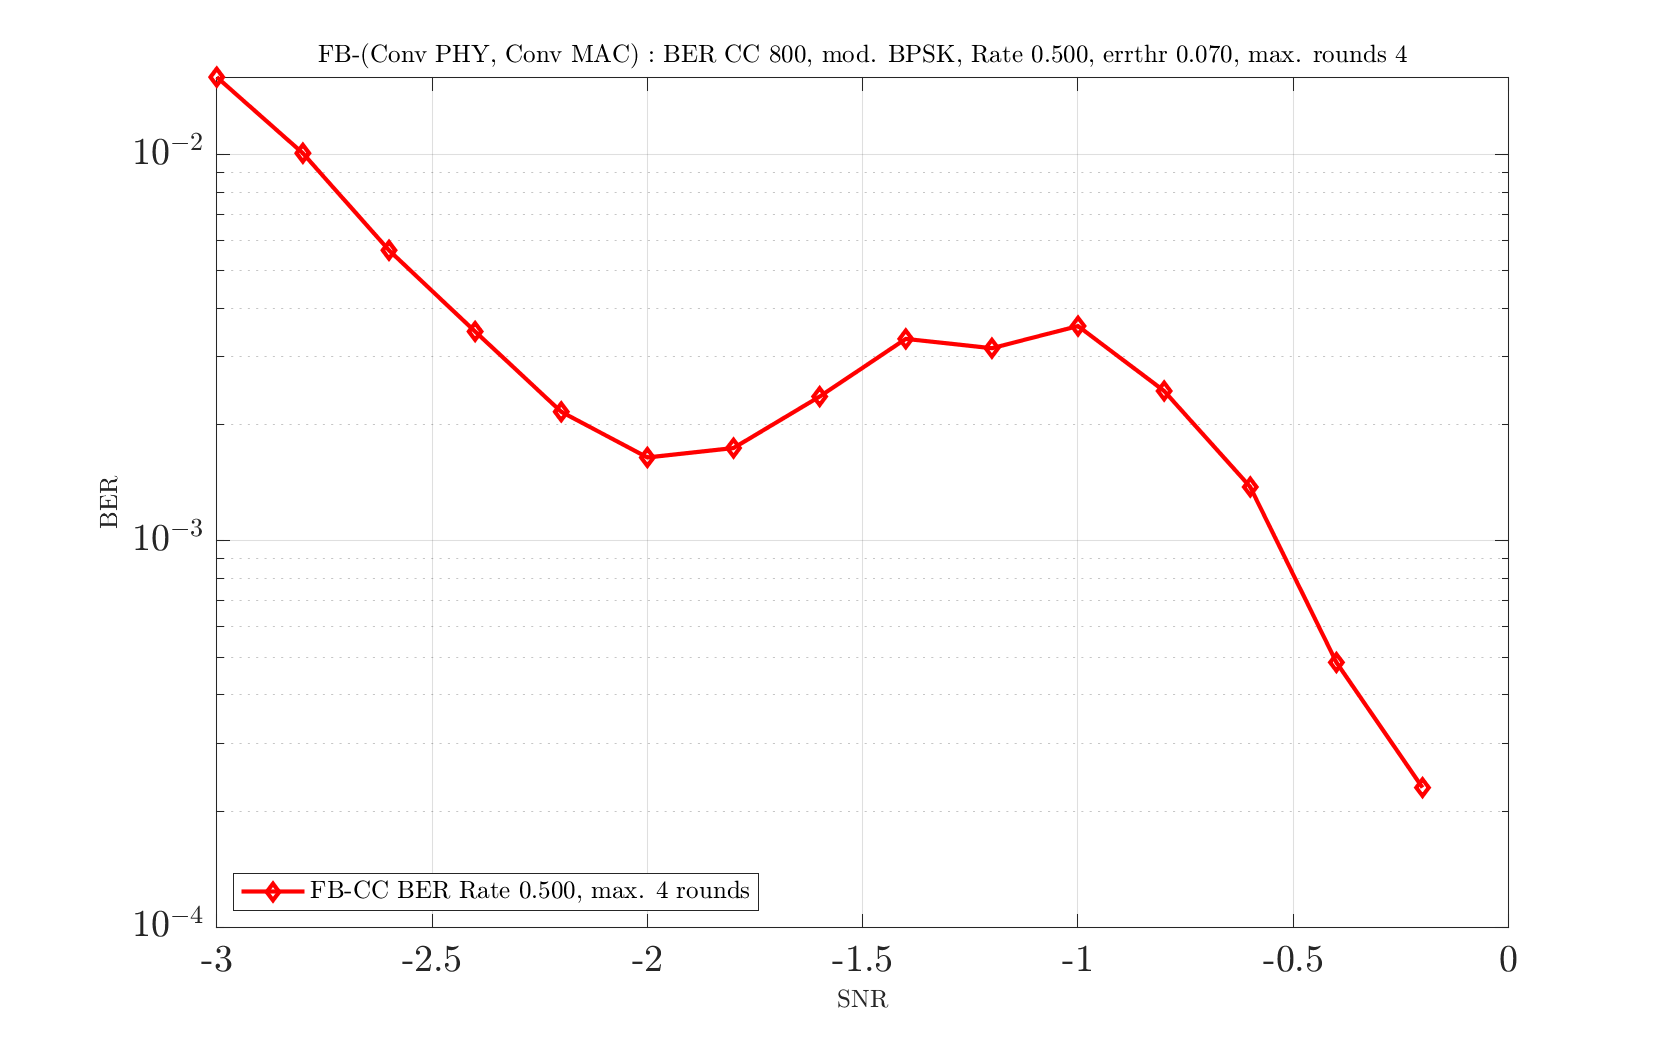 FB-(Conv PHY, Conv MAC) : BER CC 800, mod. BPSK, Rate 0.500, errthr 0.070, max. rounds 4
10^{-2}
10^{-3}
10^{-4}
BER
FB-CC BER Rate 0.500, max. 4 rounds
-3 -2.5 -2 -1.5 -1 -0.5 0
SNR